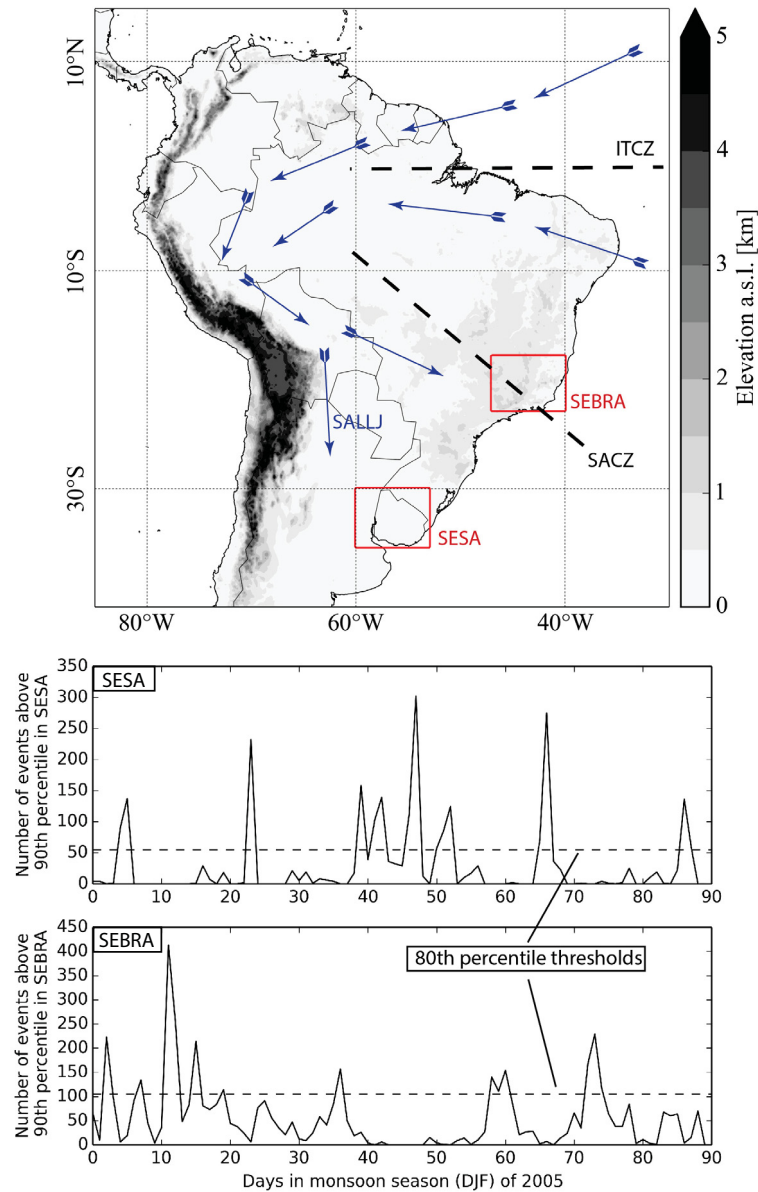 10°N
10°S
30°S
80°W
60°W
40°W
ITCZ
SALLJ
SEBRA
SACZ
SESA
5
4
3
2
1
0
Elevation a.s.l. [km]
SESA
Number of events above
90th percentile in SESA
350
300
250
200
150
100
50
0
0 10 20 30 40 50 60 70 80 90
80th percentile thresholds
SEBRA
Number of events above
90th percentile in SEBRA
450
400
350
300
250
200
150
100
50
0
0 10 20 30 40 50 60 70 80 90
Days in monsoon season (DJF) of 2005